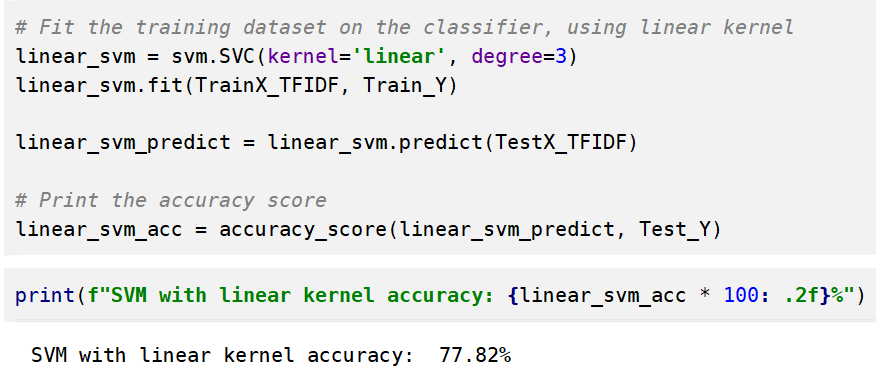 # Fit the training dataset on the classifier, using linear kernel
linear_svm = svm.SVC(kernel='linear', degree=3)
linear_svm.fit(TrainX_TFIDF, Train_Y)
linear_svm_predict = linear_svm.predict(TestX_TFIDF)
# Print the accuracy score
linear_svm_acc = accuracy_score(linear_svm_predict, Test_Y)
print(f"SVM with linear kernel accuracy: {linear_svm_acc * 100: .2f}%")
SVM with linear kernel accuracy:  77.82%